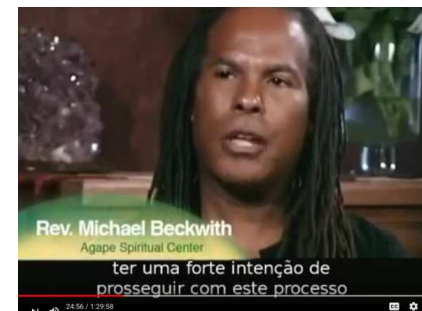 Rev. Michael Beckwith
Agape Spiritual Center
ter uma forte intenção de
prosseguir com este processo
24:56 / 1:29:58
CC